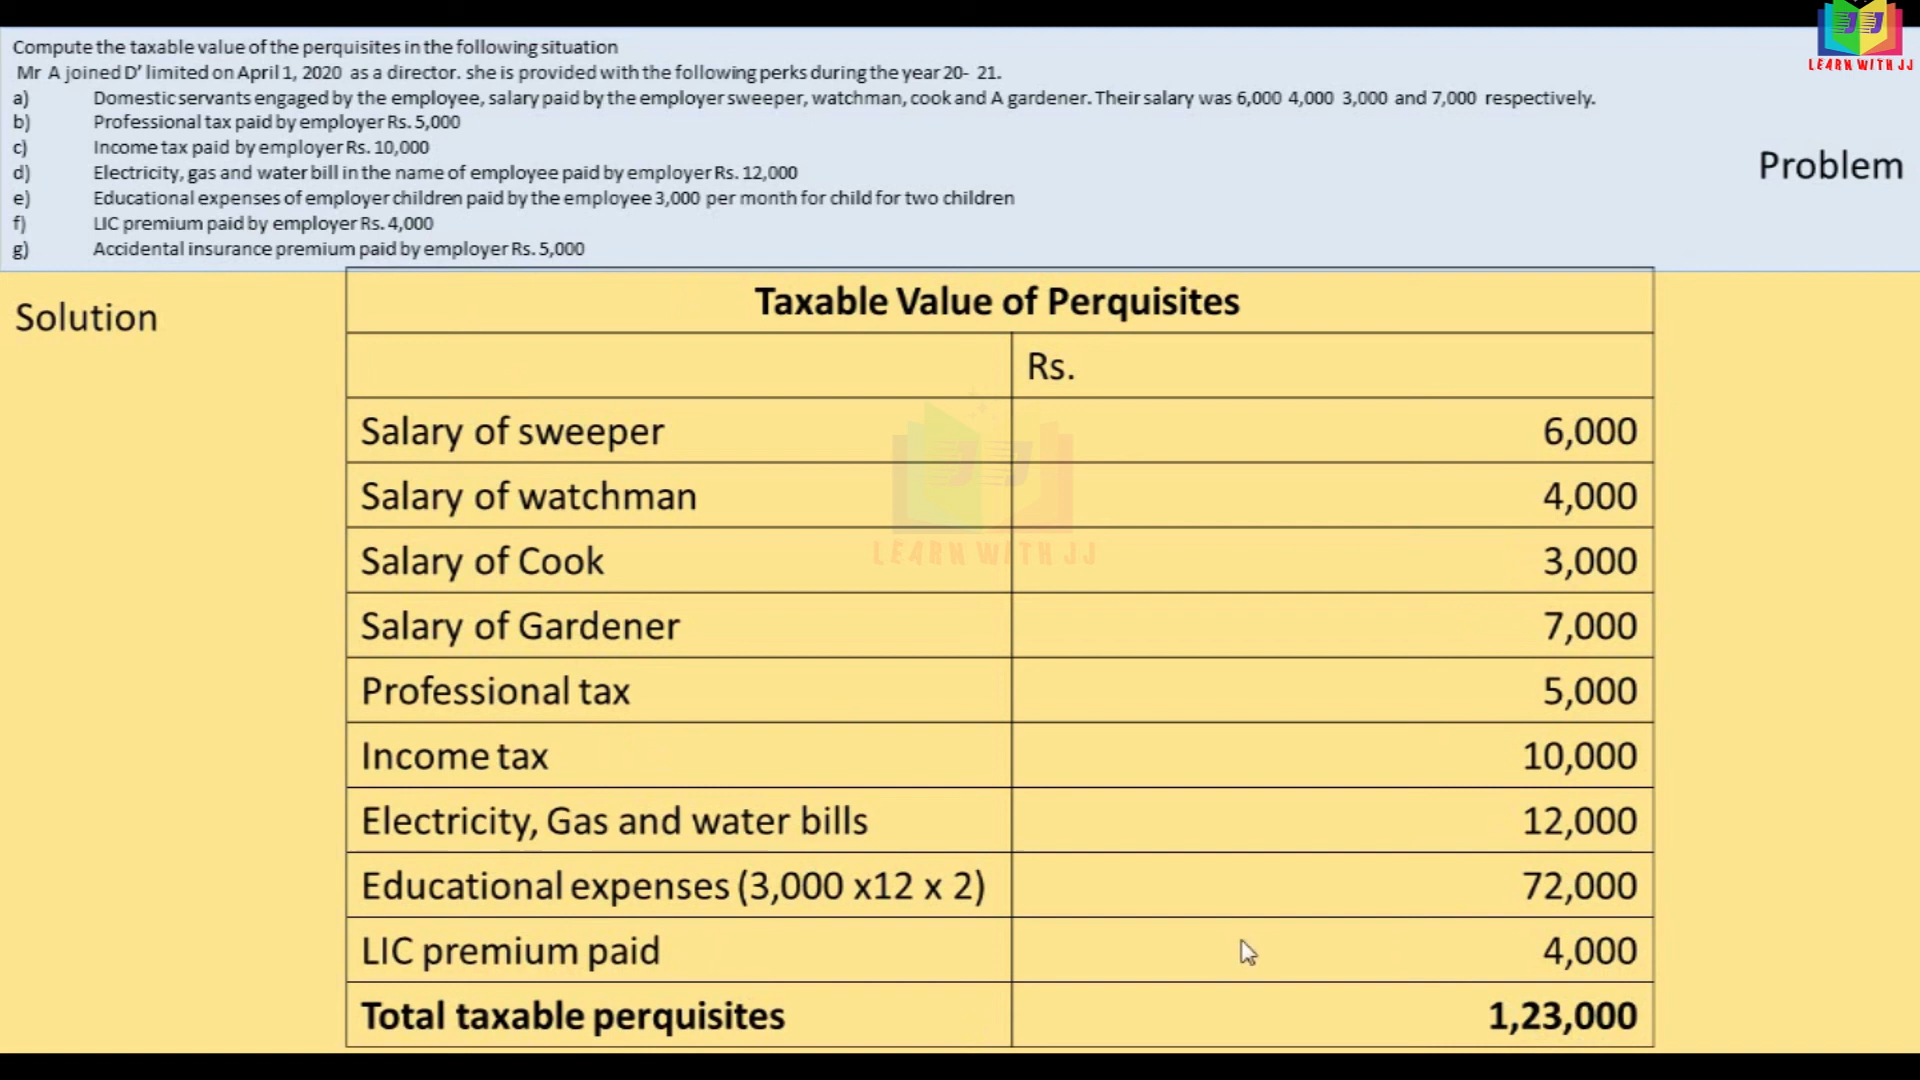 LEARN WITH JJ
Compute the taxable value of the perquisites in the following situation
Mr A joined D' limited on April 1, 2020 as a director. she is provided with the following perks during the year 20- 21.
a) Domestic servants engaged by the employee, salary paid by the employer sweeper, watchman, cook and A gardener. Their salary was 6,000 4,000 3,000 and 7,000 respectively.
b) Professional tax paid by employer Rs. 5,000
c) Income tax paid by employer Rs. 10,000
d) Electricity, gas and water bill in the name of employee paid by employer Rs. 12,000
e) Educational expenses of employer children paid by the employee 3,000 per month for child for two children
f) LIC premium paid by employer Rs. 4,000
g) Accidental insurance premium paid by employer Rs. 5,000
Problem
Solution
Taxable Value of Perquisites
Rs.
Salary of sweeper 6,000
Salary of watchman 4,000
Salary of Cook 3,000
LEARN WITH JJ
Salary of Gardener 7,000
Professional tax 5,000
Income tax 10,000
Electricity, Gas and water bills 12,000
Educational expenses (3,000 x12 x 2) 72,000
LIC premium paid 4,000
Total taxable perquisites 1,23,000